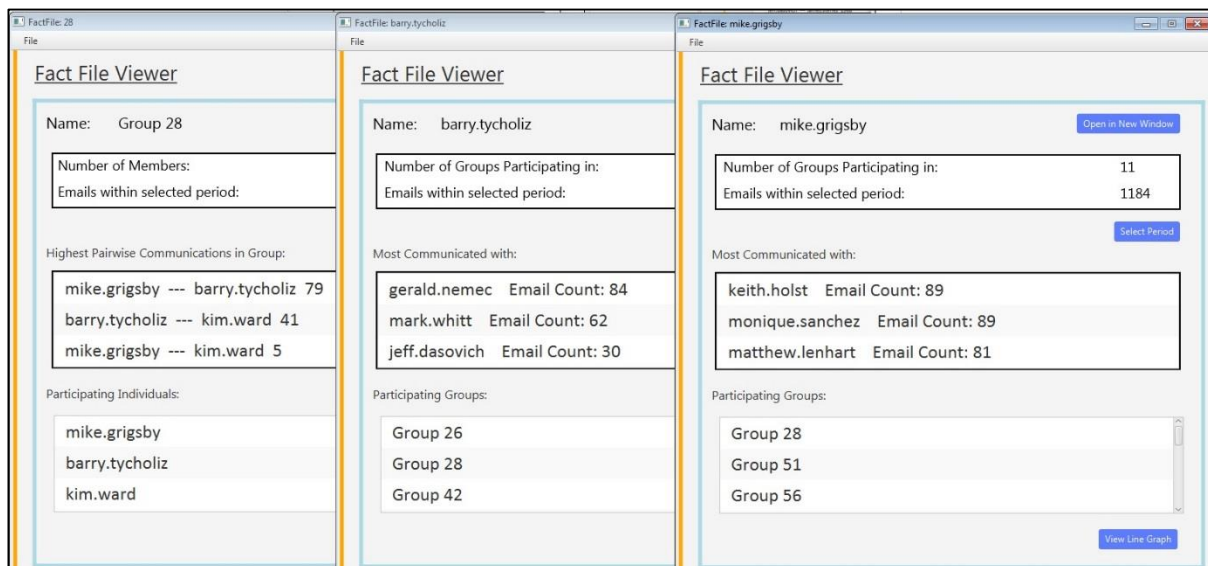 FactFile: 28
File
Fact File Viewer
Name: Group 28
Number of Members:
Emails within selected period:
Highest Pairwise Communications in Group:
mike.grigsby --- barry.tycholiz 79
barry.tycholiz --- kim.ward 41
mike.grigsby --- kim.ward 5
Participating Individuals:
mike.grigsby
barry.tycholiz
kim.ward
FactFile: barry.tycholiz
File
Fact File Viewer
Name: barry.tycholiz
Number of Groups Participating in:
Emails within selected period:
Most Communicated with:
gerald.nemec Email Count: 84
mark.whitt Email Count: 62
jeff.dasovich Email Count: 30
Participating Groups:
Group 26
Group 28
Group 42
FactFile: mike.grigsby
File
Fact File Viewer
Name: mike.grigsby
Open in New Window
Number of Groups Participating in: 11
Emails within selected period: 1184
Select Period
Most Communicated with:
keith.holst Email Count: 89
monique.sanchez Email Count: 89
matthew.lenhart Email Count: 81
Participating Groups:
Group 28
Group 51
Group 56
View Line Graph